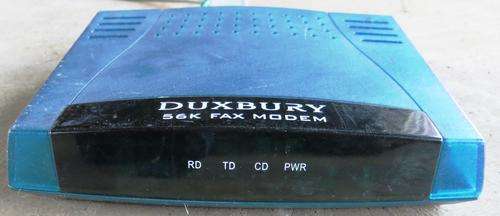 DUXBURY
56K FAX MODEM
RD TD CD PWR